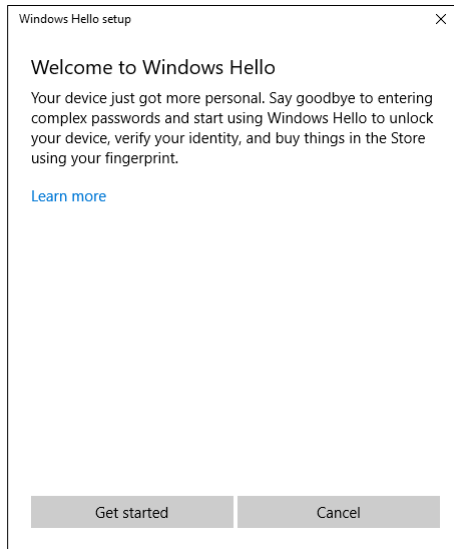 Windows Hello setup
Welcome to Windows Hello
Your device just got more personal. Say goodbye to entering
complex passwords and start using Windows Hello to unlock
your device, verify your identity, and buy things in the Store
using your fingerprint.
Learn more
Get started
Cancel